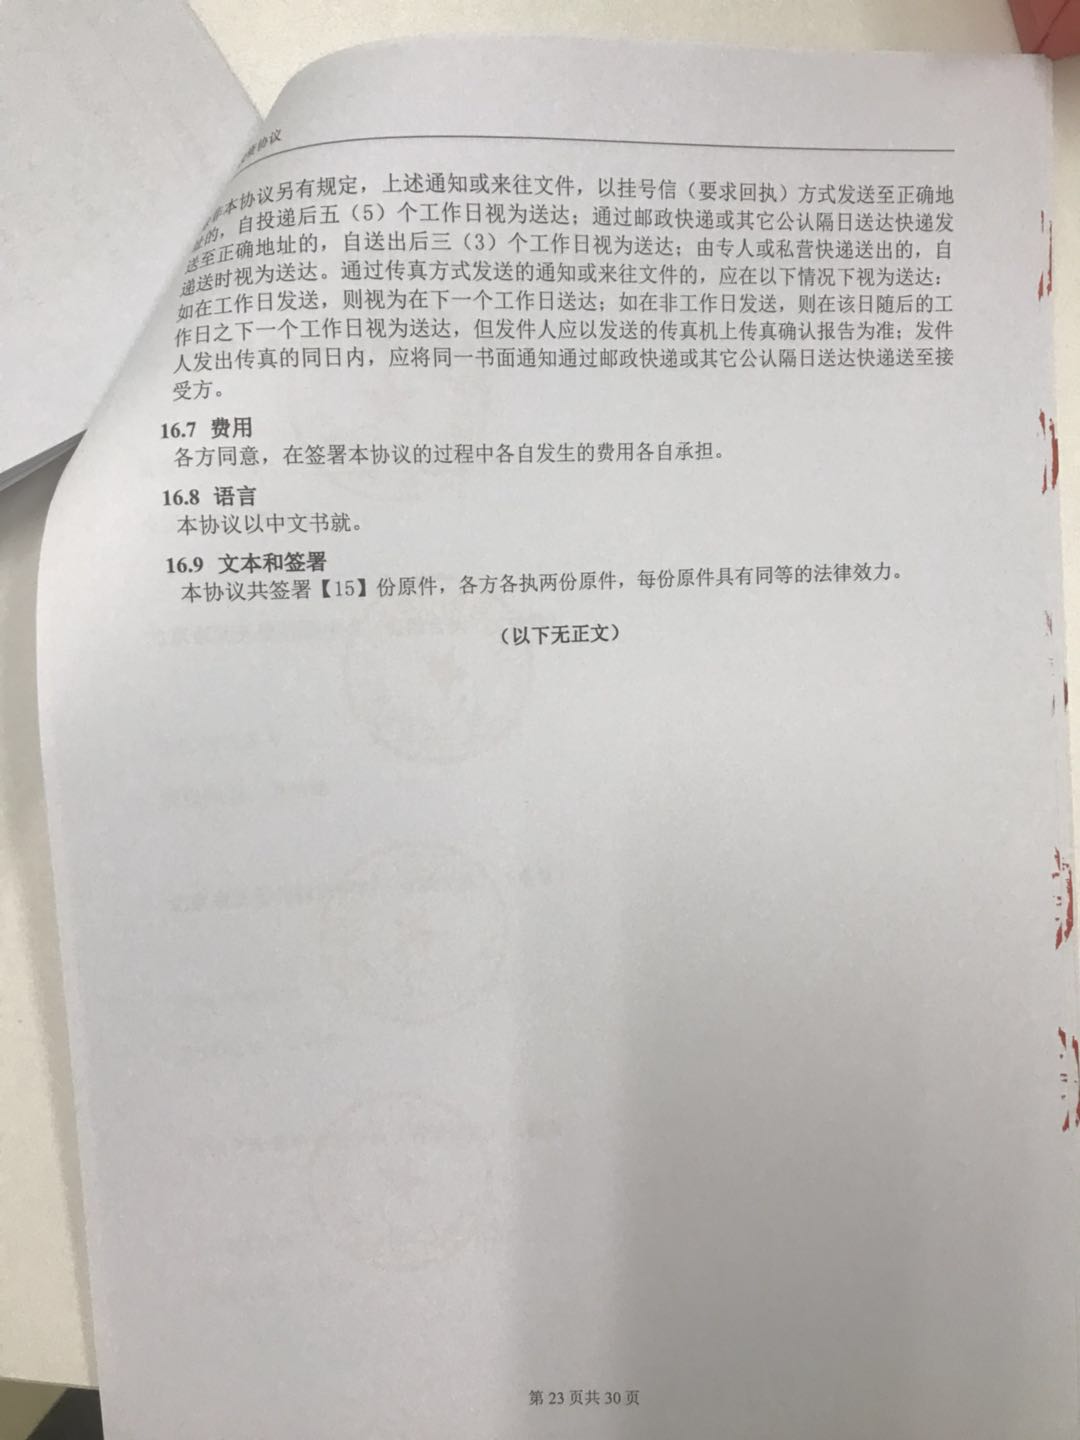 协议
非本协议另有规定，上述通知或来往文件，以挂号信（要求回执）方式发送至正确地
址的，自投递后五（5）个工作日视为送达；通过邮政快递或其它公认隔日送达快递发
送至正确地址的，自送出后三（3）个工作日视为送达；由专人或私营快递送出的，自
递送时视为送达。通过传真方式发送的通知或来往文件的，应在以下情况下视为送达：
如在工作日发送，则视为在下一个工作日送达；如在非工作日发送，则在该日随后的工
作日之下一个工作日视为送达，但发件人应以发送的传真机上传真确认报告为准；发件
人发出传真的同日内，应将同一书面通知通过邮政快递或其它公认隔日送达快递送至接
受方。
16.7 费用
各方同意，在签署本协议的过程中各自发生的费用各自承担。
16.8 语言
本协议以中文书就。
16.9 文本和签署
本协议共签署【15】份原件，各方各执两份原件，每份原件具有同等的法律效力。
（以下无正文）
第 23 页共 30 页